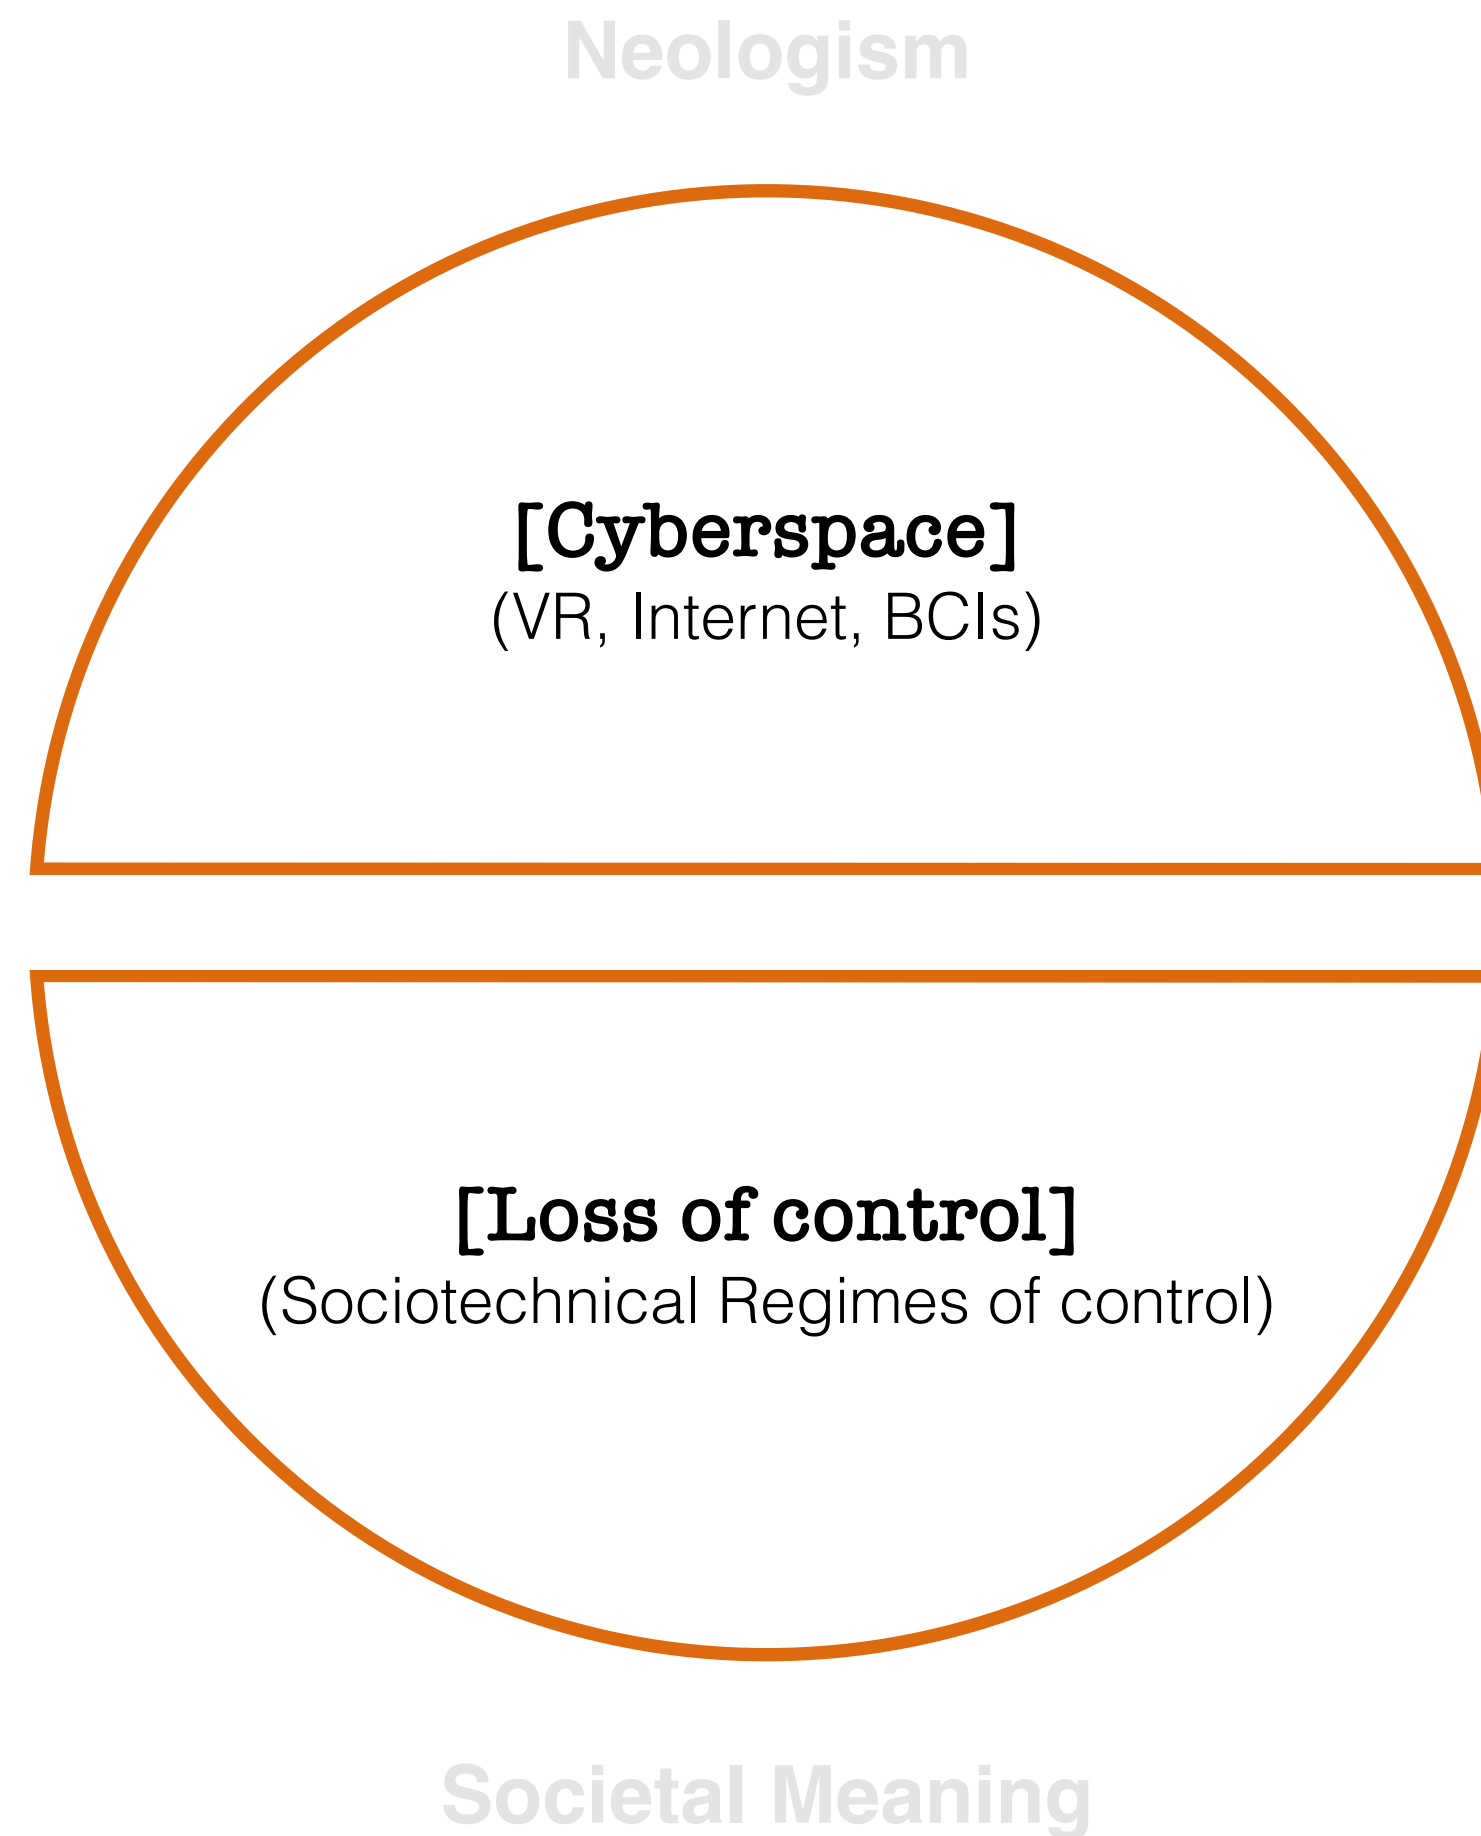 Neologism
[Cyberspace]
(VR, Internet, BCIs)
[Loss of control]
(Sociotechnical Regimes of control)
Societal Meaning